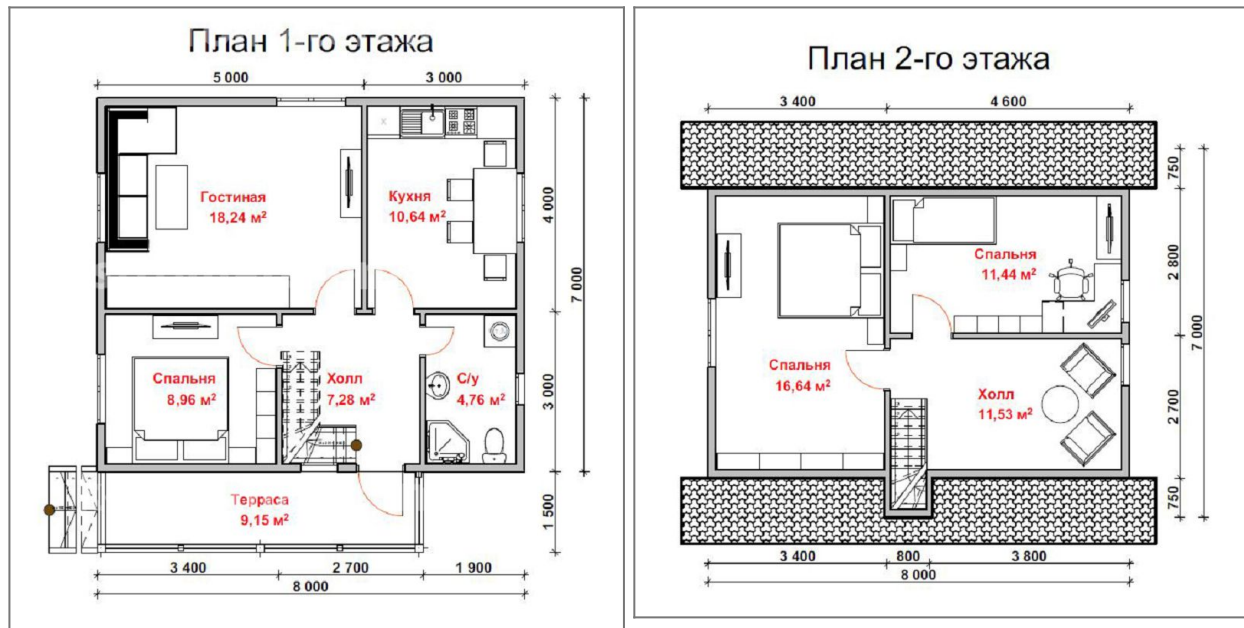 План 1-го этажа
5 000
3 000
Гостиная
18,24 м²
Кухня
10,64 м²
4 000
7 000
Спальня
8,96 м²
Холл
7,28 м²
С/у
4,76 м²
3 000
Терраса
9,15 м²
1 500
3 400
2 700
1 900
8 000
План 2-го этажа
3 400
4 600
750
Спальня
11,44 м²
2 800
7 000
Спальня
16,64 м²
Холл
11,53 м²
2 700
750
3 400
800
3 800
8 000